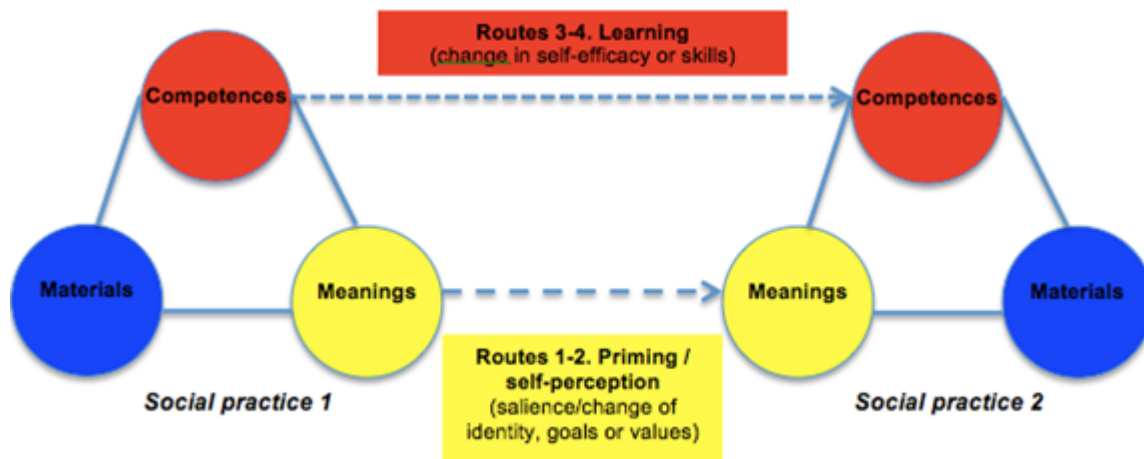 Routes 3-4. Learning
(change in self-efficacy or skills)
Competences
Competences
Materials
Meanings
Meanings
Materials
Routes 1-2. Priming /
self-perception
(salience/change of
identity, goals or values)
Social practice 1
Social practice 2